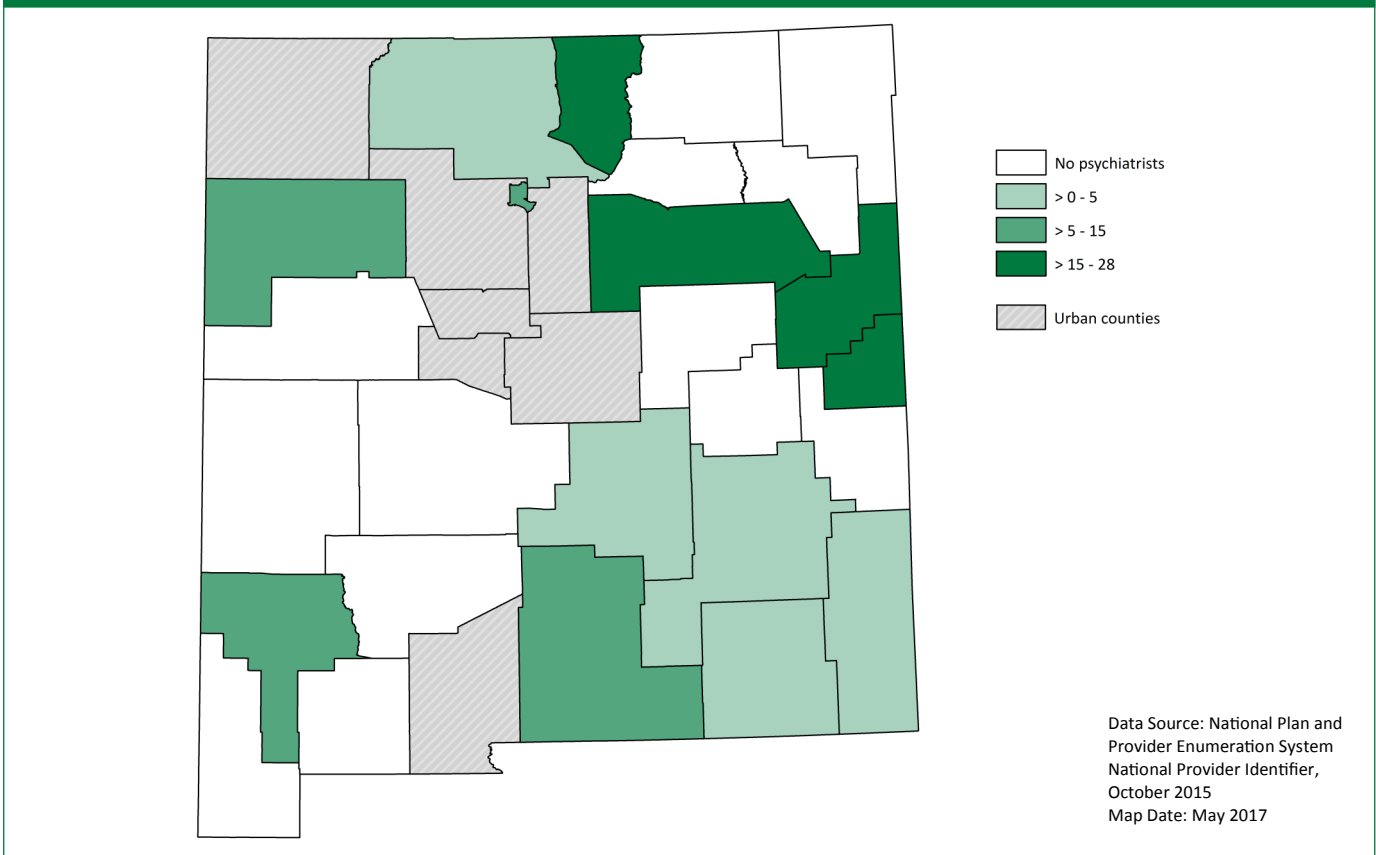 No psychiatrists
> 0 - 5
> 5 - 15
> 15 - 28
Urban counties
Data Source: National Plan and
Provider Enumeration System
National Provider Identifier,
October 2015
Map Date: May 2017